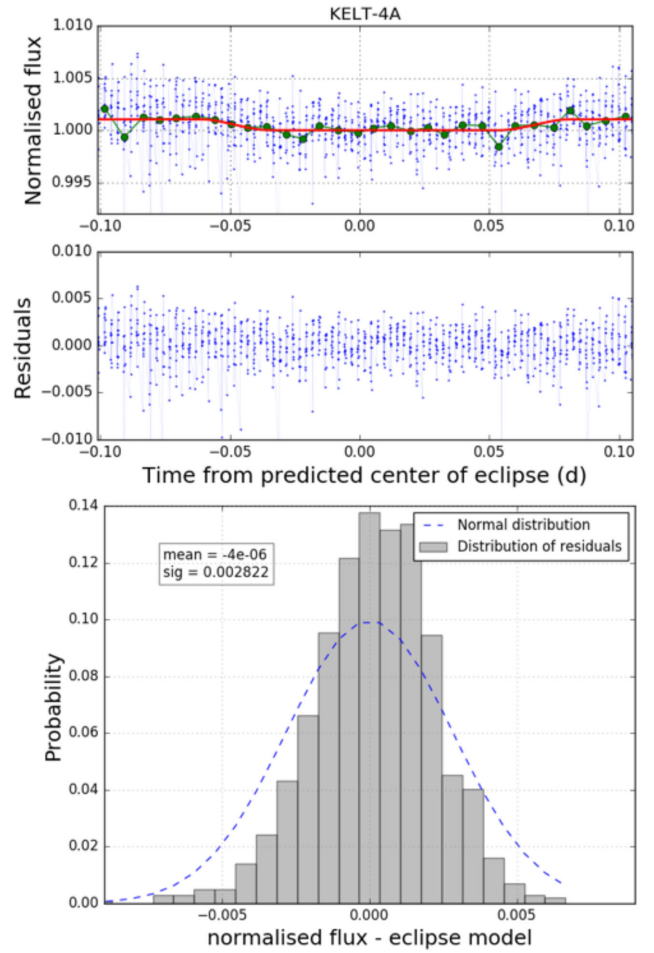 KELT-4A
1.010
1.005
1.000
0.995
Normalised flux
−0.10 −0.05 0.00 0.05 0.10
0.010
0.005
0.000
−0.005
−0.010
Residuals
−0.10 −0.05 0.00 0.05 0.10
Time from predicted center of eclipse (d)
0.14
0.12
0.10
0.08
0.06
0.04
0.02
0.00
Probability
mean = -4e-06
sig = 0.002822
Normal distribution
Distribution of residuals
−0.005 0.000 0.005
normalised flux - eclipse model